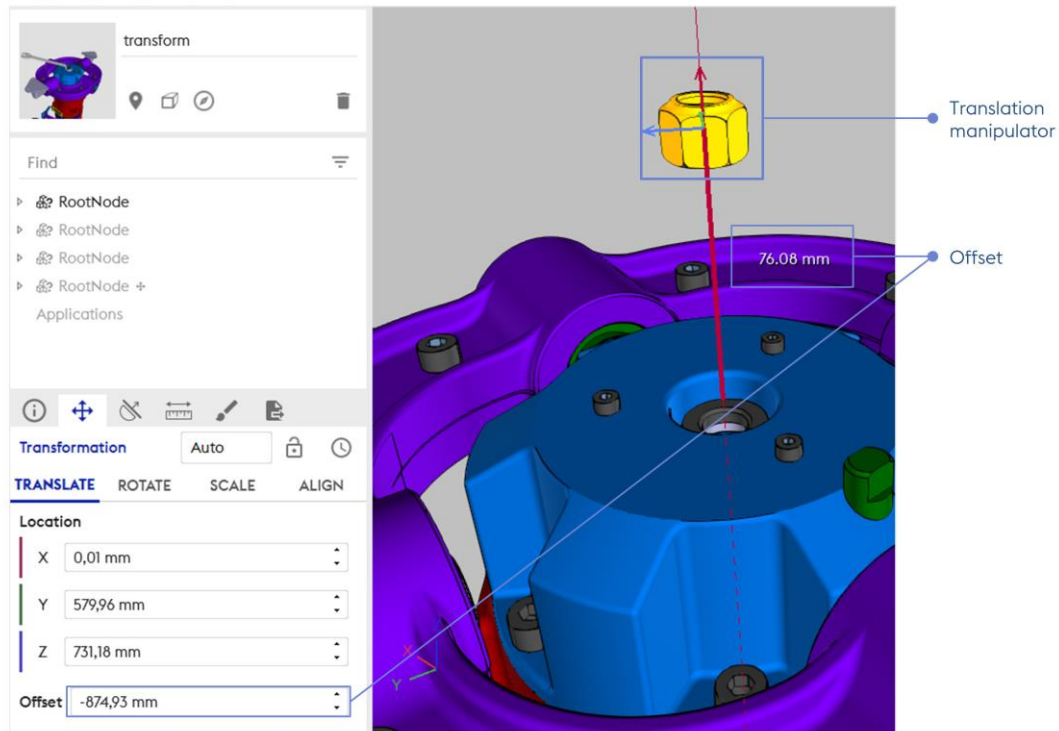 transform
Find
RootNode
RootNode
RootNode
RootNode
Applications
Transformation
Auto
TRANSLATE ROTATE SCALE ALIGN
Location
X 0,01 mm
Y 579,96 mm
Z 731,18 mm
Offset -874,93 mm
Translation
manipulator
76.08 mm
Offset
X
Y